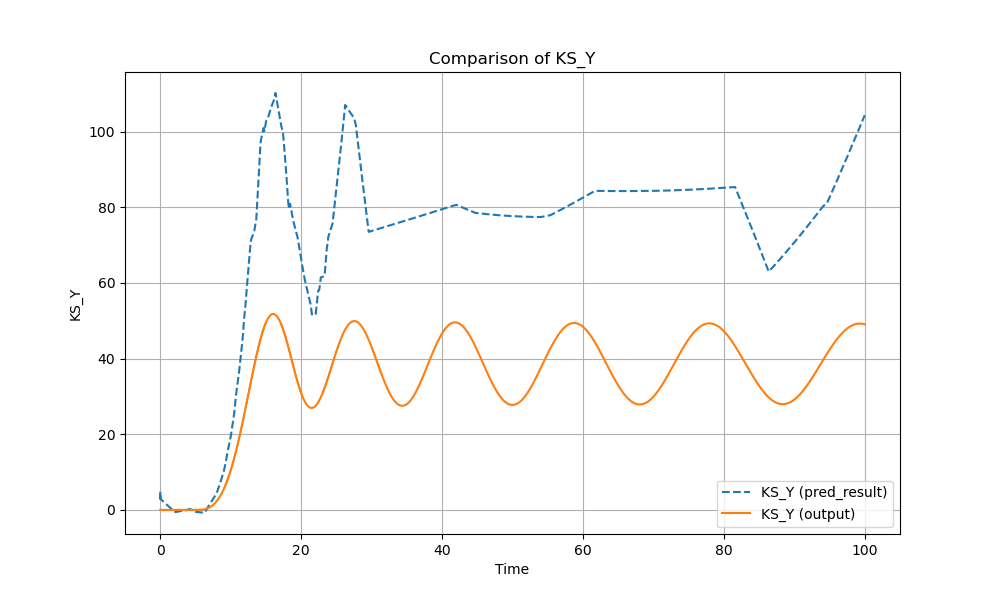 Comparison of KS_Y
KS_Y
100
80
60
40
20
0
0 20 40 60 80 100
Time
KS_Y (pred_result)
KS_Y (output)